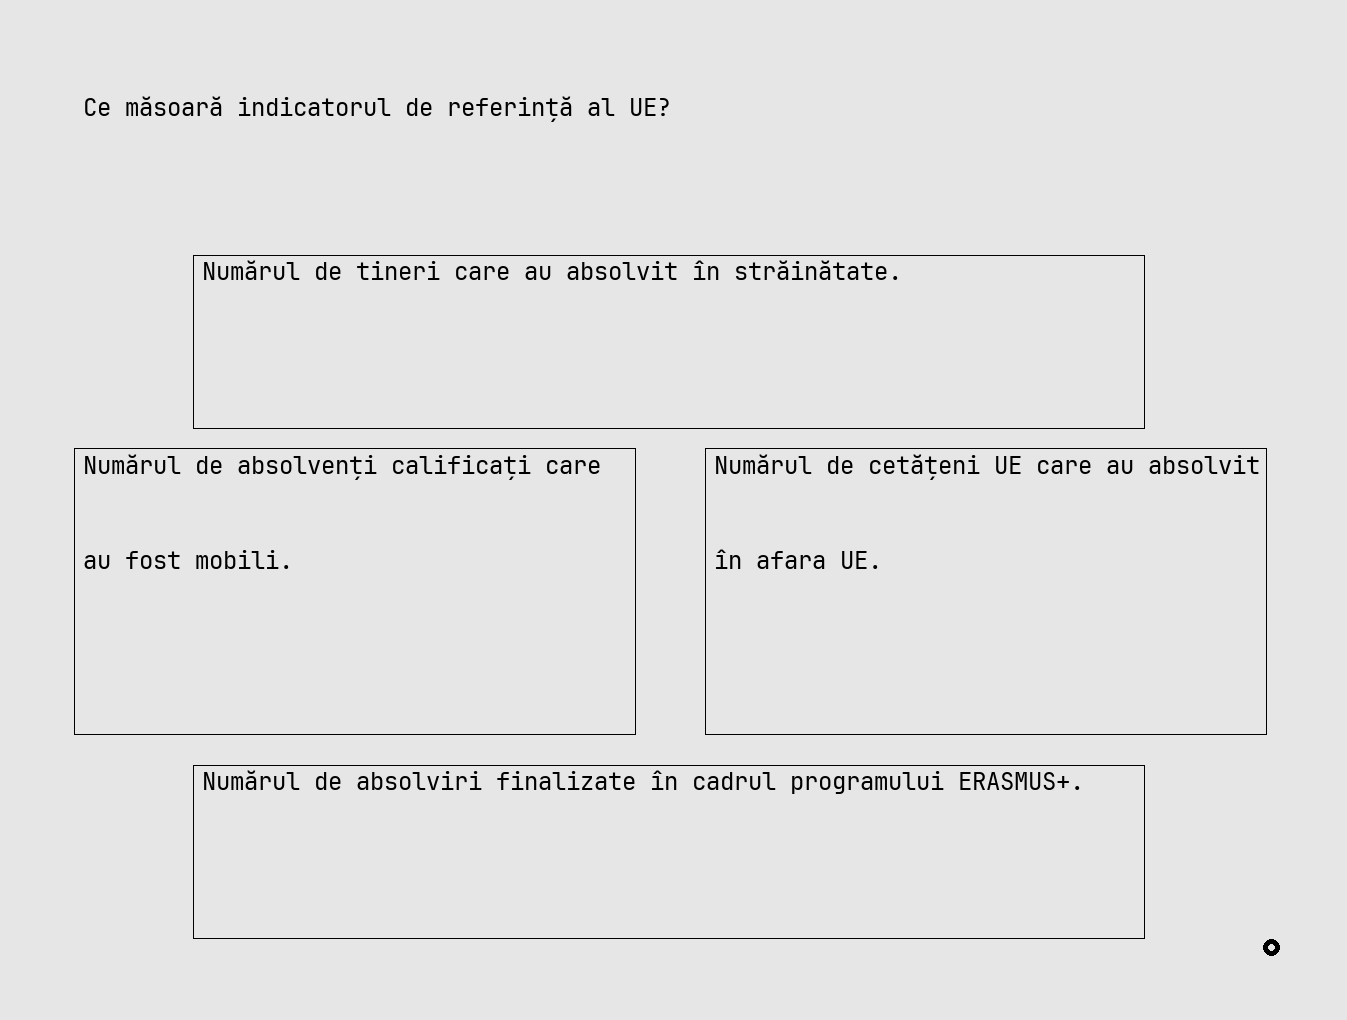 Ce măsoară indicatorul de referință al UE?
Numărul de tineri care au absolvit în străinătate.
Numărul de absolvenți calificați care
au fost mobili.
Numărul de cetățeni UE care au absolvit
în afara UE.
Numărul de absolviri finalizate în cadrul programului ERASMUS+.